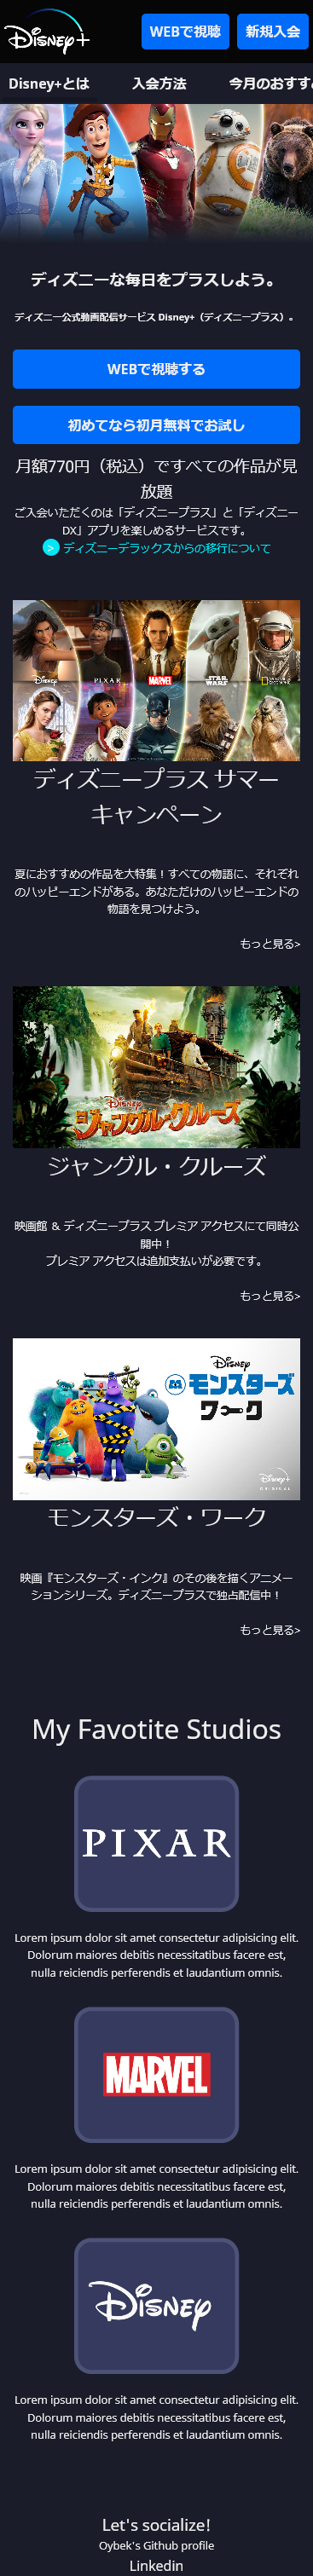 Disney+
WEBで視聴
新規入会
Disney+とは
入会方法
今月のおすす
ディズニーな毎日をプラスしよう。
ディズニー公式動画配信サービス Disney+（ディズニープラス）。
WEBで視聴する
初めてなら初月無料でお試し
月額770円（税込）ですべての作品が見
放題
ご入会いただくのは「ディズニープラス」と「ディズニー
DX」アプリを楽しめるサービスです。
> ディズニーデラックスからの移行について
Disney
PIXAR
MARVEL
STAR WARS
ディズニープラス サマー
キャンペーン
夏におすすめの作品を大特集！すべての物語に、それぞれ
のハッピーエンドがある。あなただけのハッピーエンドの
物語を見つけよう。
もっと見る>
Disney
ジャングル・クルーズ
ジャングル・クルーズ
映画館 & ディズニープラス プレミア アクセスにて同時公
開中！
プレミア アクセスは追加支払いが必要です。
もっと見る>
Disney
モンスターズ
ワーク
Disney+
ORIGINAL
モンスターズ・ワーク
映画『モンスターズ・インク』のその後を描くアニメー
ションシリーズ。ディズニープラスで独占配信中！
もっと見る>
My Favotite Studios
PIXAR
Lorem ipsum dolor sit amet consectetur adipisicing elit.
Dolorum maiores debitis necessitatibus facere est,
nulla reiciendis perferendis et laudantium omnis.
MARVEL
Lorem ipsum dolor sit amet consectetur adipisicing elit.
Dolorum maiores debitis necessitatibus facere est,
nulla reiciendis perferendis et laudantium omnis.
Disney
Lorem ipsum dolor sit amet consectetur adipisicing elit.
Dolorum maiores debitis necessitatibus facere est,
nulla reiciendis perferendis et laudantium omnis.
Let's socialize!
Oybek's Github profile
Linkedin